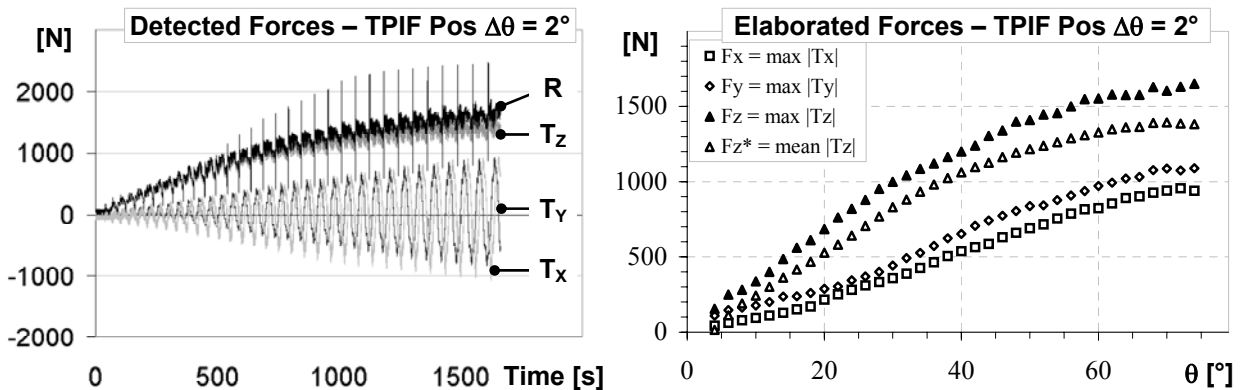 Detected Forces – TPIF Pos Δθ = 2°
[N]
2000
1000
0
-1000
-2000
R
TZ
TY
TX
0 500 1000 1500 Time [s]
Elaborated Forces – TPIF Pos Δθ = 2°
[N]
Fx = max |Tx|
Fy = max |Ty|
Fz = max |Tz|
Fz* = mean |Tz|
1500
1000
500
0
0 20 40 60 θ [°]